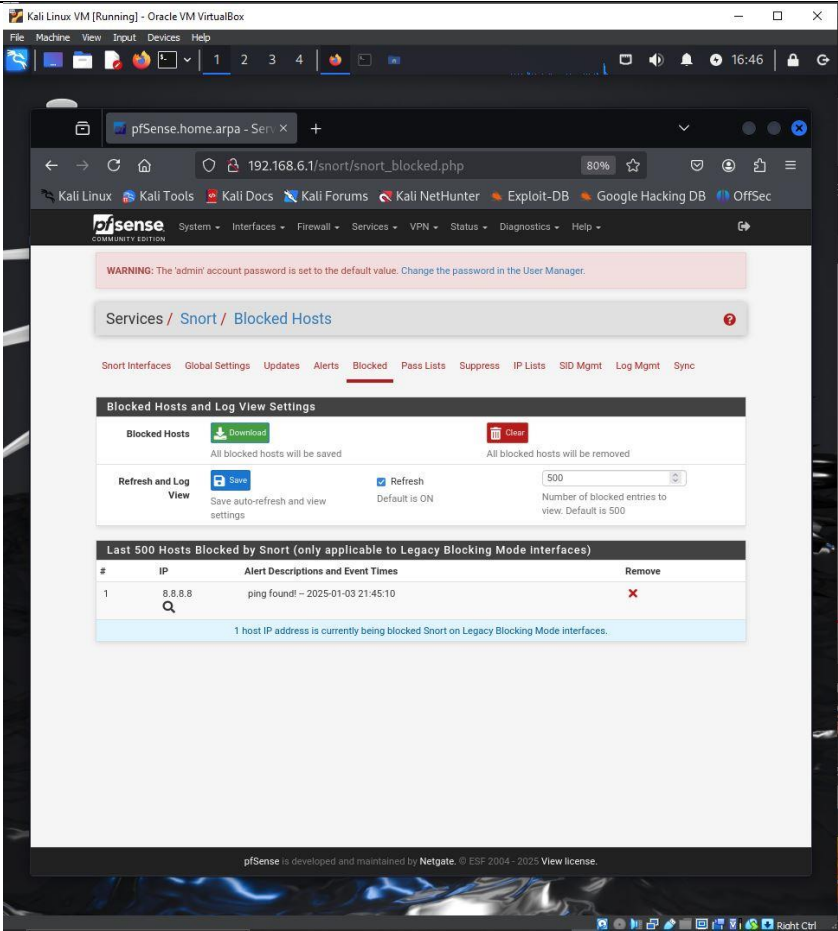 Kali Linux VM [Running] - Oracle VM VirtualBox
File Machine View Input Devices Help
1 2 3 4 16:46
pfSense.home.arpa - Serv
192.168.6.1/snort/snort_blocked.php 80%
Kali Linux Kali Tools Kali Docs Kali Forums Kali NetHunter Exploit-DB Google Hacking DB OffSec
pfsense System Interfaces Firewall Services VPN Status Diagnostics Help
COMMUNITY EDITION
WARNING: The 'admin' account password is set to the default value. Change the password in the User Manager.
Services / Snort / Blocked Hosts
Snort Interfaces Global Settings Updates Alerts Blocked Pass Lists Suppress IP Lists SID Mgmt Log Mgmt Sync
Blocked Hosts and Log View Settings
Blocked Hosts Download Clear
All blocked hosts will be saved All blocked hosts will be removed
Refresh and Log View Save Refresh 500
Save auto-refresh and view settings Default is ON Number of blocked entries to view. Default is 500
Last 500 Hosts Blocked by Snort (only applicable to Legacy Blocking Mode interfaces)
# IP Alert Descriptions and Event Times Remove
1 8.8.8.8 ping found! -- 2025-01-03 21:45:10
1 host IP address is currently being blocked Snort on Legacy Blocking Mode interfaces.
pfSense is developed and maintained by Netgate. © ESF 2004 - 2025 View license.
Right Ctrl